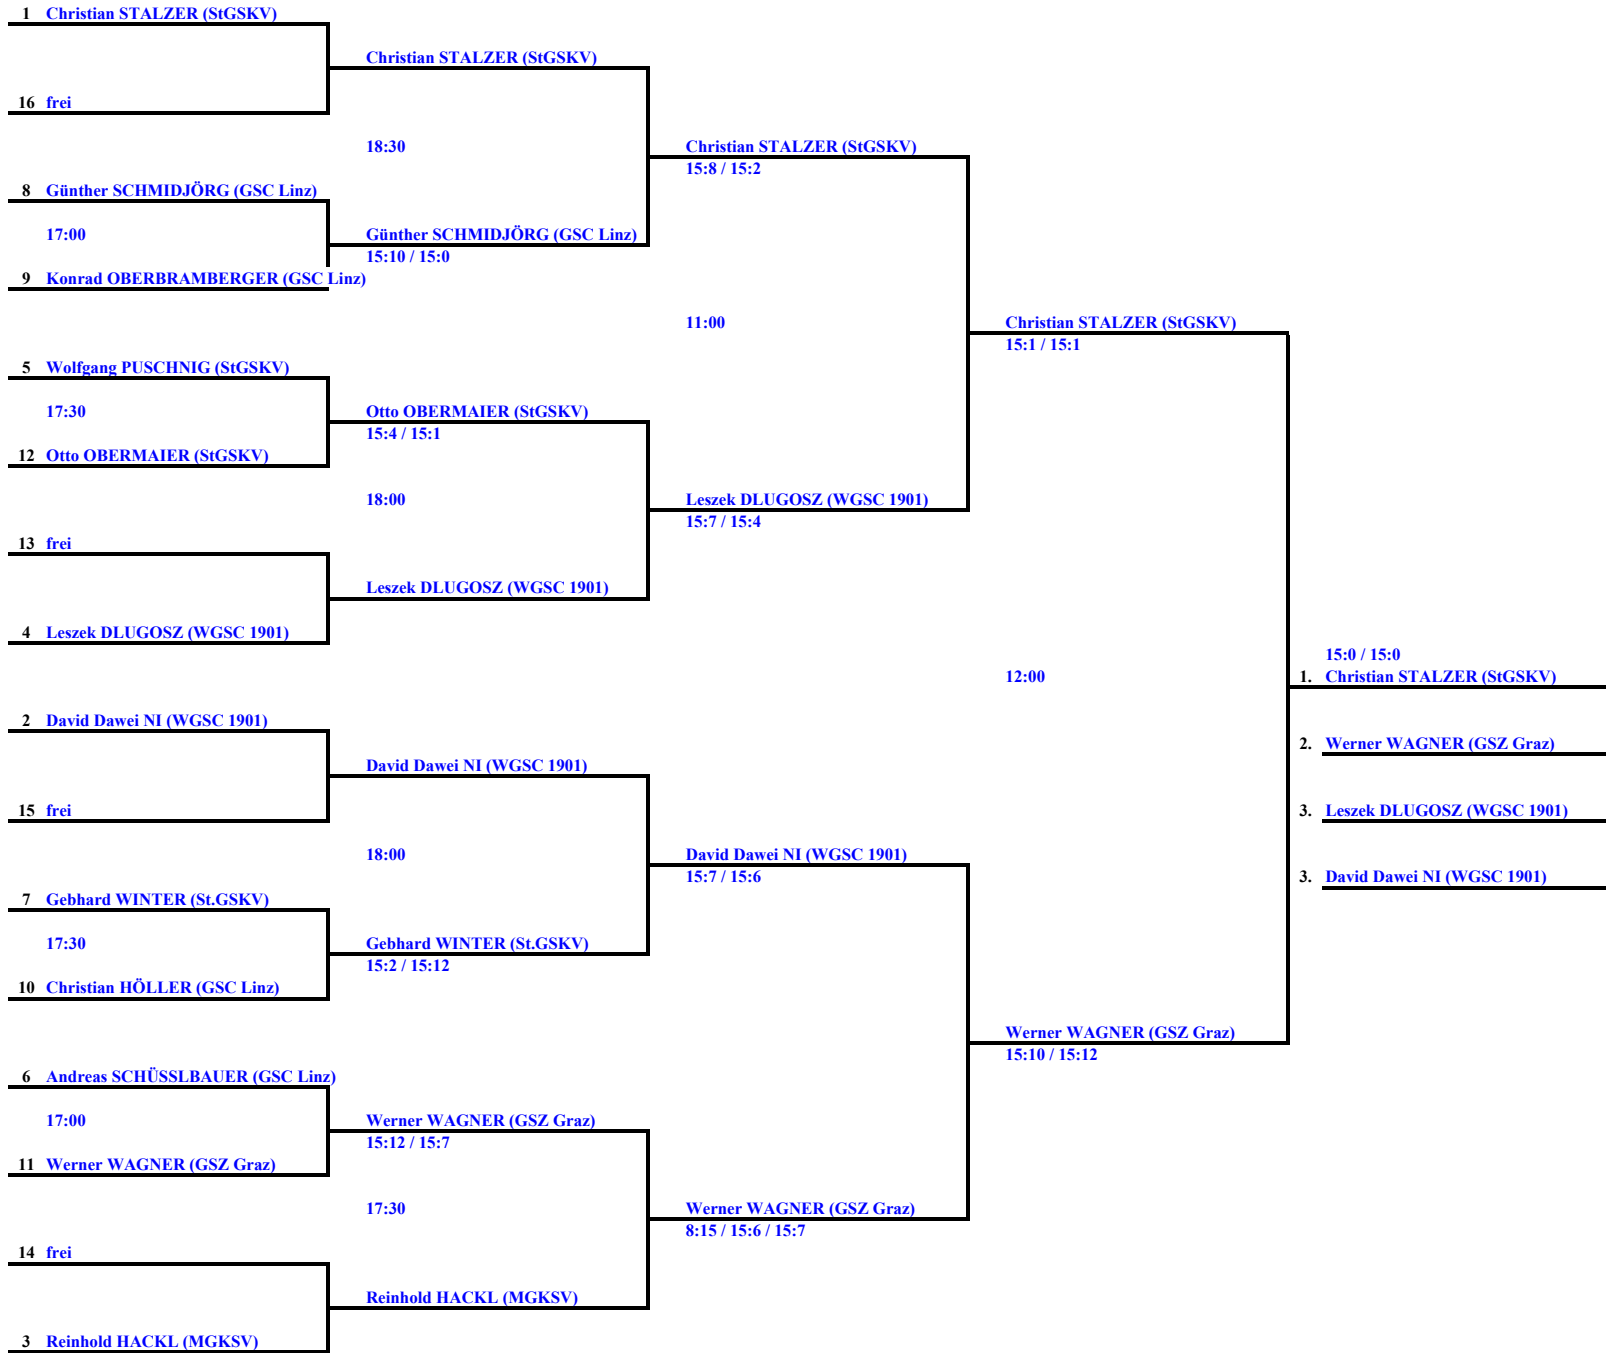 1 Christian STALZER (StGSKV)
Christian STALZER (StGSKV)
16 frei
18:30
Christian STALZER (StGSKV)
15:8 / 15:2
8 Günther SCHMIDJÖRG (GSC Linz)
17:00
Günther SCHMIDJÖRG (GSC Linz)
15:10 / 15:0
9 Konrad OBERBRAMBERGER (GSC Linz)
11:00
Christian STALZER (StGSKV)
15:1 / 15:1
5 Wolfgang PUSCHNIG (StGSKV)
17:30
Otto OBERMAIER (StGSKV)
15:4 / 15:1
12 Otto OBERMAIER (StGSKV)
18:00
Leszek DLUGOSZ (WGSC 1901)
15:7 / 15:4
13 frei
Leszek DLUGOSZ (WGSC 1901)
4 Leszek DLUGOSZ (WGSC 1901)
15:0 / 15:0
12:00
1. Christian STALZER (StGSKV)
2 David Dawei NI (WGSC 1901)
2. Werner WAGNER (GSZ Graz)
David Dawei NI (WGSC 1901)
15 frei
3. Leszek DLUGOSZ (WGSC 1901)
18:00
David Dawei NI (WGSC 1901)
15:7 / 15:6
3. David Dawei NI (WGSC 1901)
7 Gebhard WINTER (St.GSKV)
17:30
Gebhard WINTER (St.GSKV)
15:2 / 15:12
10 Christian HÖLLER (GSC Linz)
Werner WAGNER (GSZ Graz)
15:10 / 15:12
6 Andreas SCHÜSSLBAUER (GSC Linz)
17:00
Werner WAGNER (GSZ Graz)
15:12 / 15:7
11 Werner WAGNER (GSZ Graz)
17:30
Werner WAGNER (GSZ Graz)
8:15 / 15:6 / 15:7
14 frei
Reinhold HACKL (MGKSV)
3 Reinhold HACKL (MGKSV)